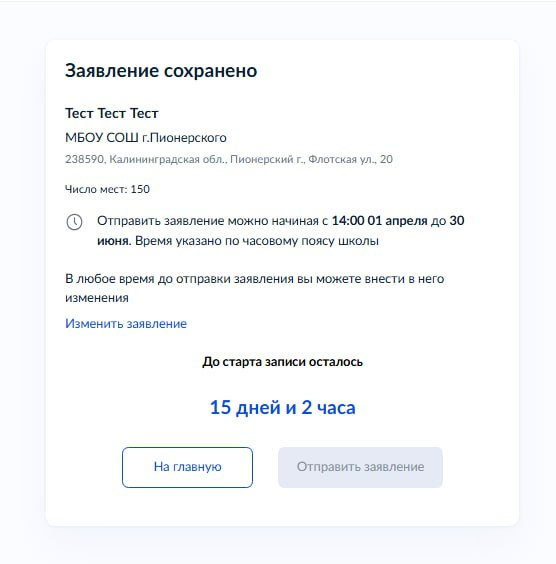 Заявление сохранено
Тест Тест Тест
МБОУ СОШ г.Пионерского
238590, Калининградская обл., Пионерский г., Флотская ул., 20
Число мест: 150
Отправить заявление можно начиная с 14:00 01 апреля до 30
июня. Время указано по часовому поясу школы
В любое время до отправки заявления вы можете внести в него
изменения
Изменить заявление
До старта записи осталось
15 дней и 2 часа
На главную
Отправить заявление